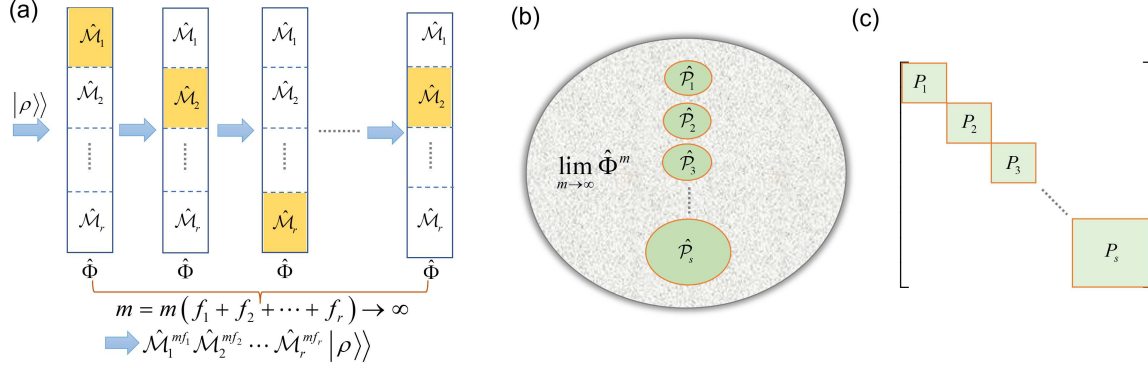 (a)
|ρ⟩⟩
ℳ̂₁ ℳ̂₁ ℳ̂₁ ℳ̂₁
ℳ̂₂ ℳ̂₂ ℳ̂₂ ℳ̂₂
ℳ̂ᵣ ℳ̂ᵣ ℳ̂ᵣ ℳ̂ᵣ
Φ̂ Φ̂ Φ̂ Φ̂
m = m(f₁ + f₂ + ⋯ + fᵣ) → ∞
ℳ̂₁^{mf₁} ℳ̂₂^{mf₂} ⋯ ℳ̂ᵣ^{mfᵣ} |ρ⟩⟩
(b)
lim_{m→∞} Φ̂^m
𝒫̂₁
𝒫̂₂
𝒫̂₃
𝒫̂ₛ
(c)
P₁
P₂
P₃
Pₛ